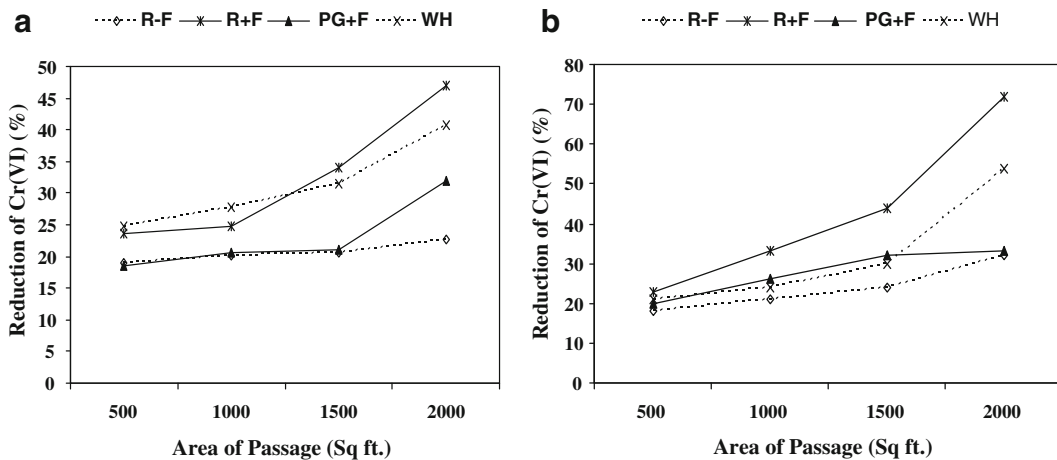 a
R-F R+F PG+F WH
Reduction of Cr(VI) (%)
50
45
40
35
30
25
20
15
10
5
0
500 1000 1500 2000
Area of Passage (Sq ft.)
b
R-F R+F PG+F WH
Reduction of Cr(VI) (%)
80
70
60
50
40
30
20
10
0
500 1000 1500 2000
Area of Passage (Sq ft.)